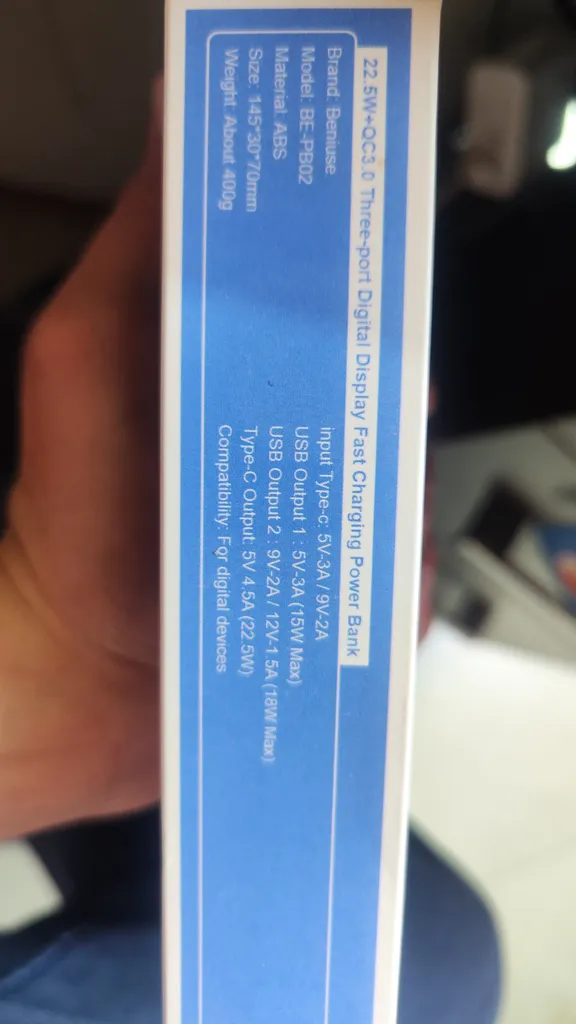 22.5W+QC3.0 Three-port Digital Display Fast Charging Power Bank
Brand: Beniuse
Model: BE-PB02
Material: ABS
Size: 145*30*70mm
Weight: About 400g
input Type-c: 5V-3A / 9V-2A
USB Output 1 : 5V-3A (15W Max)
USB Output 2 : 9V-2A / 12V-1.5A (18W Max)
Type-C Output: 5V 4.5A (22.5W)
Compatibility: For digital devices